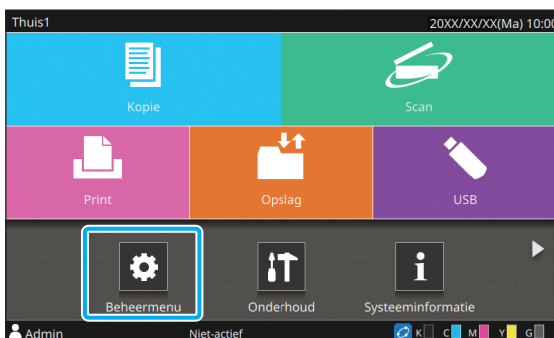 Thuis1 20XX/XX/XX(Ma) 10:00
Kopie Scan
Print Opslag USB
Beheermenu Onderhoud Systeeminformatie
Admin Niet-actief K C M Y G